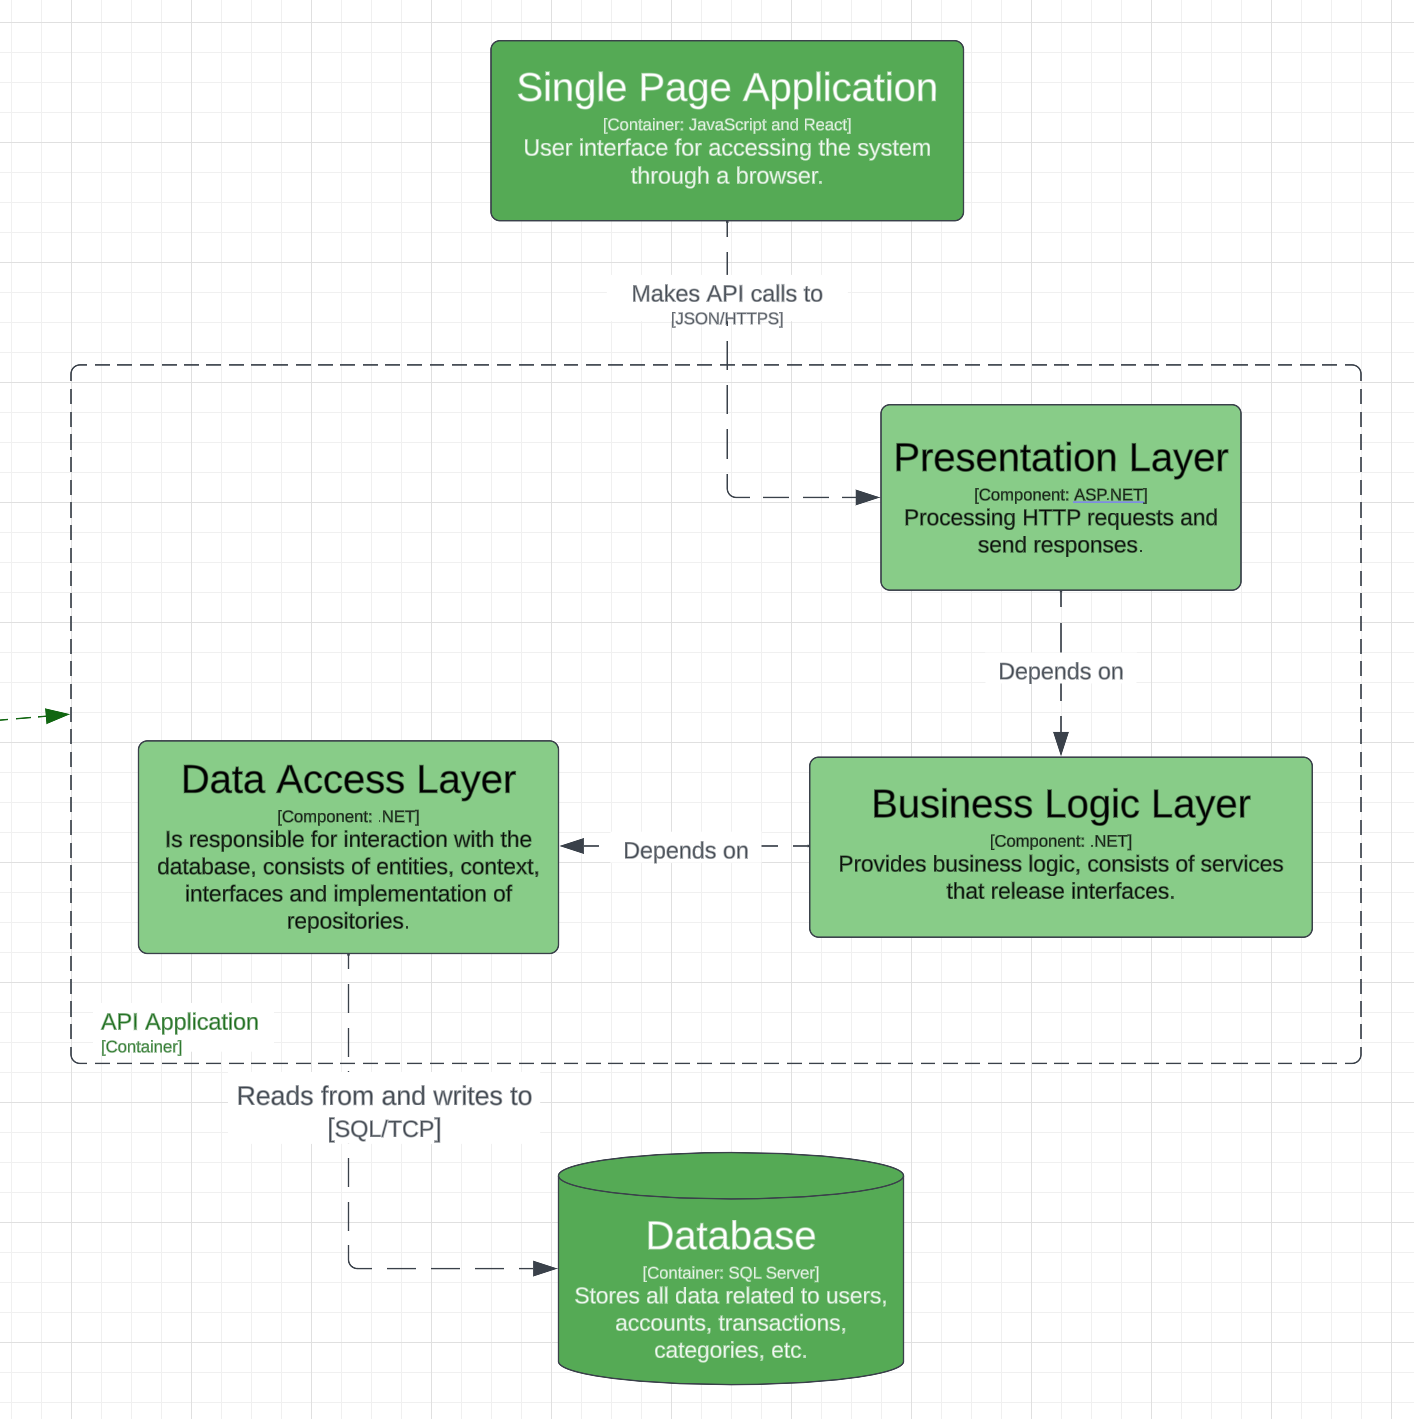 Single Page Application
[Container: JavaScript and React]
User interface for accessing the system
through a browser.
Makes API calls to
[JSON/HTTPS]
Presentation Layer
[Component: ASP.NET]
Processing HTTP requests and
send responses.
Depends on
Data Access Layer
[Component: .NET]
Is responsible for interaction with the
database, consists of entities, context,
interfaces and implementation of
repositories.
Depends on
Business Logic Layer
[Component: .NET]
Provides business logic, consists of services
that release interfaces.
API Application
[Container]
Reads from and writes to
[SQL/TCP]
Database
[Container: SQL Server]
Stores all data related to users,
accounts, transactions,
categories, etc.